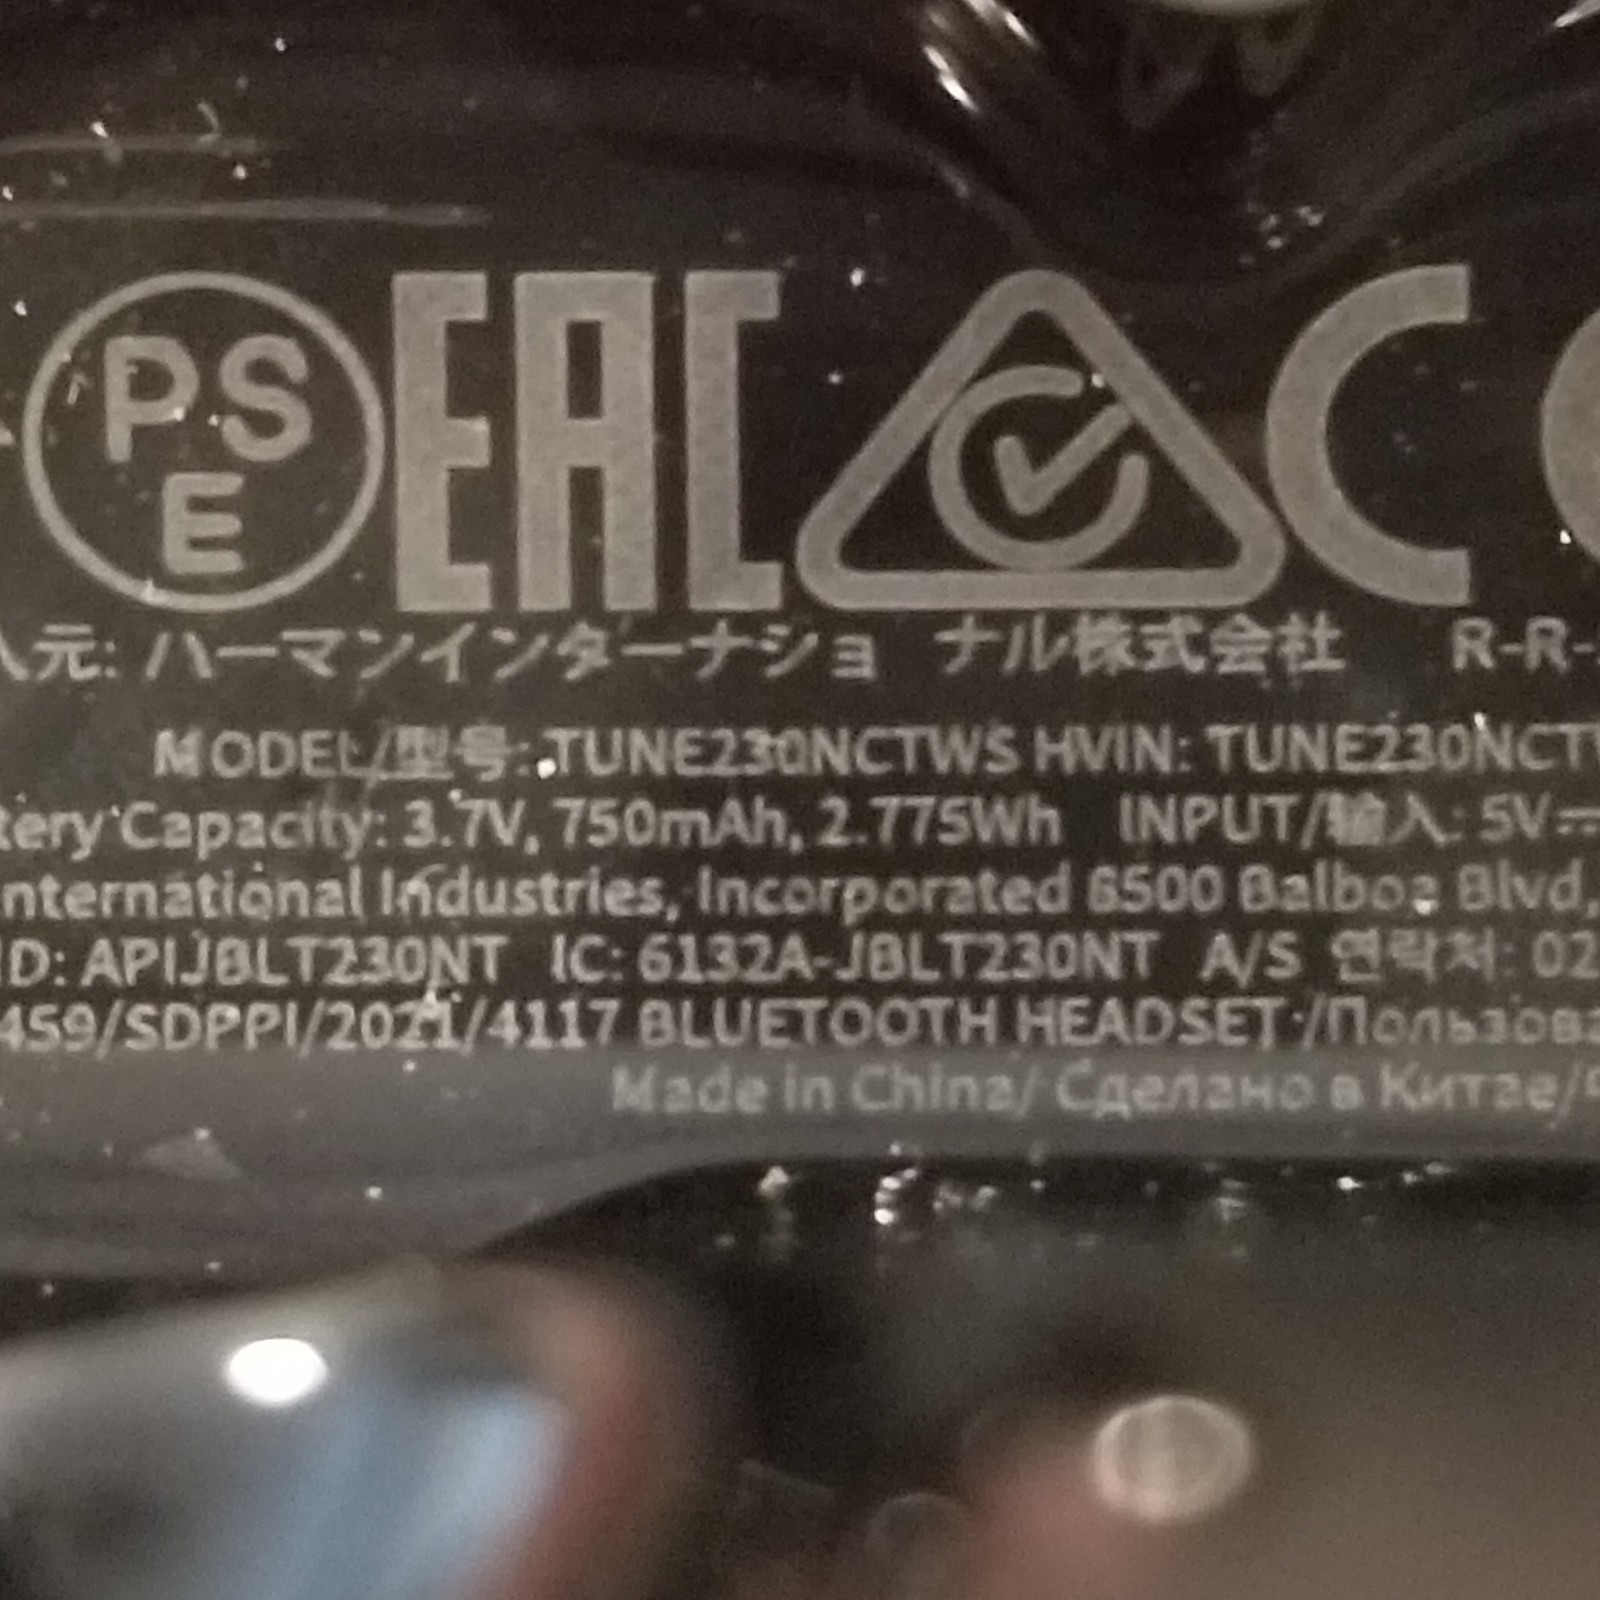 PS
E
EAC
元: ハーマンインターナショ ナル株式会社 R-R-
MODEL/型号: TUNE230NCTWS HVIN: TUNE230NCT
tery Capacity: 3.7V, 750mAh, 2.775Wh INPUT/输入: 5V⎓
International Industries, Incorporated 8500 Balboa Blvd,
ID: APIJBLT230NT IC: 6132A-JBLT230NT A/S 연락처: 02
459/SDPPI/2021/4117 BLUETOOTH HEADSET /Пользова
Made in China/ Сделано в Китае/